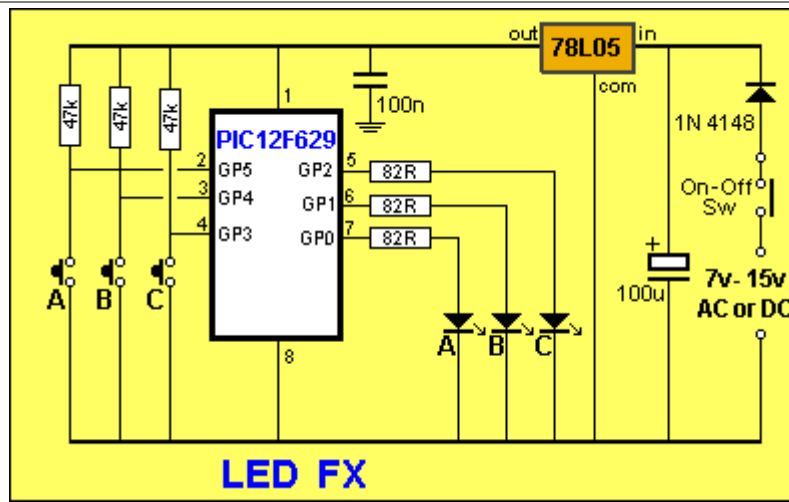 out
78L05
in
com
47k
47k
47k
1
100n
1N 4148
PIC12F629
2
GP5
GP2
5
82R
3
GP4
GP1
6
82R
4
GP3
GP0
7
82R
On-Off
Sw
+
100u
7v- 15v
AC or DC
A
B
C
A
B
C
8
LED FX